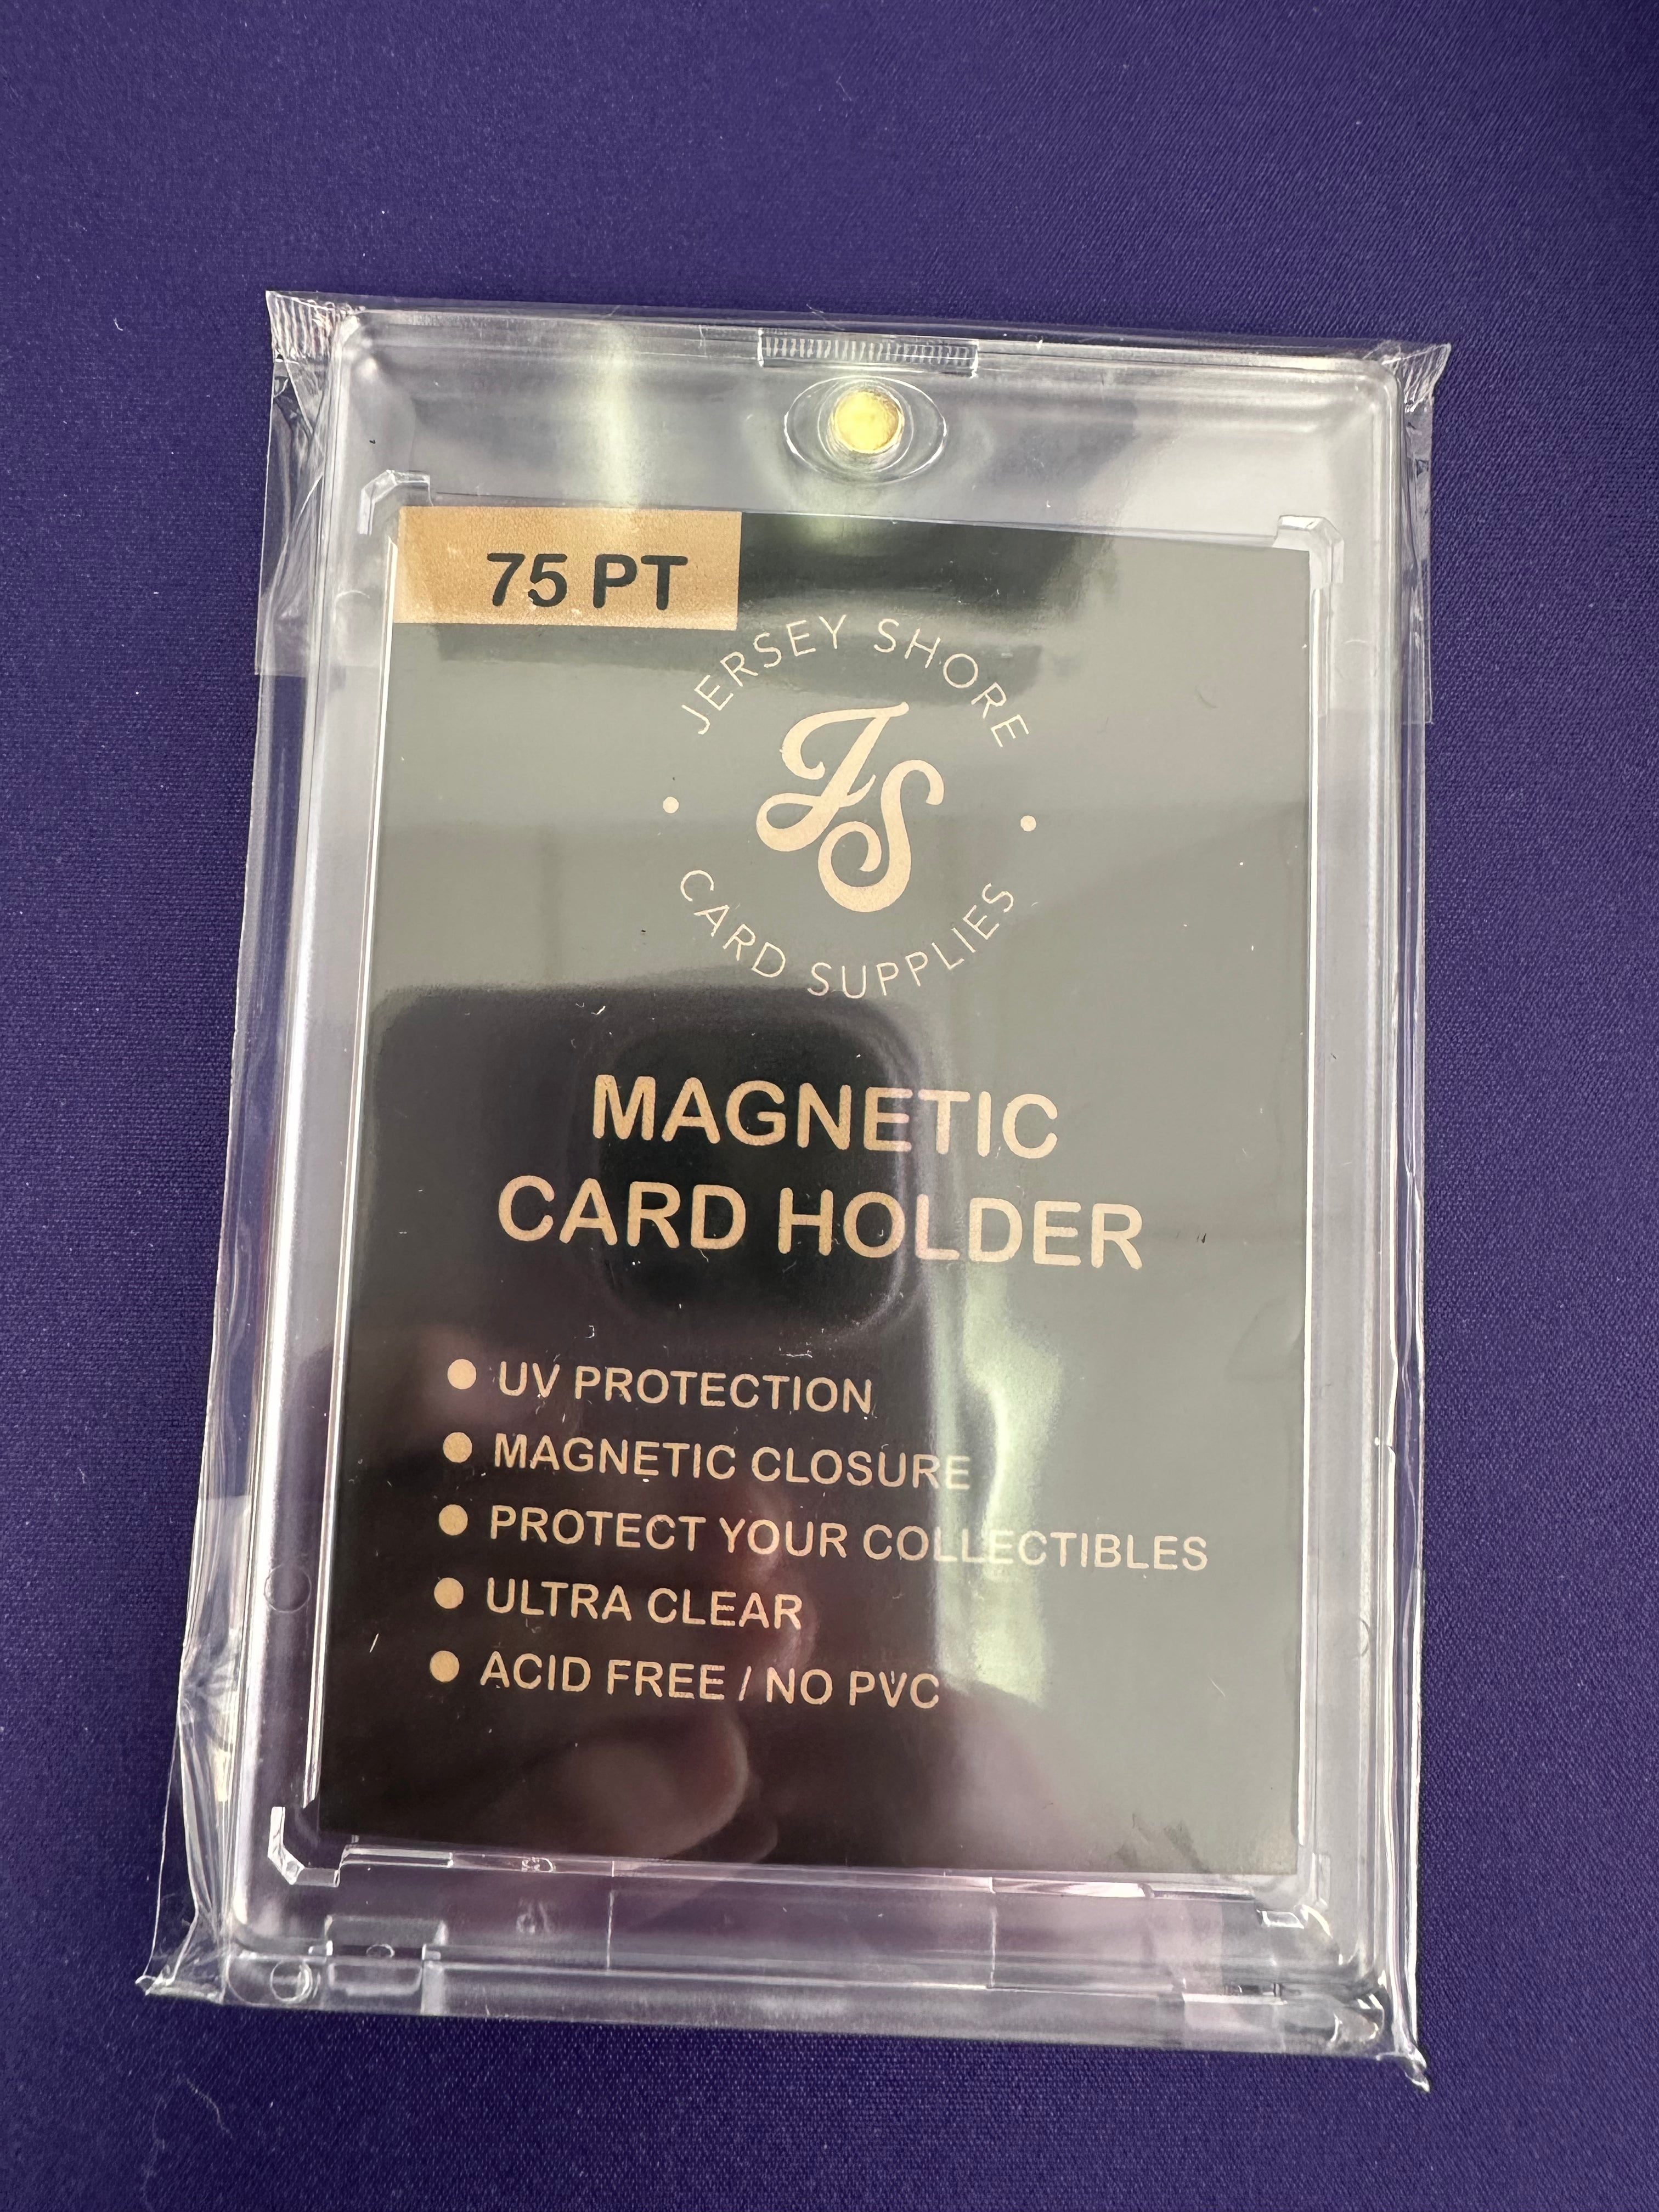 75 PT
JERSEY SHORE
JS
CARD SUPPLIES
MAGNETIC
CARD HOLDER
UV PROTECTION
MAGNETIC CLOSURE
PROTECT YOUR COLLECTIBLES
ULTRA CLEAR
ACID FREE / NO PVC